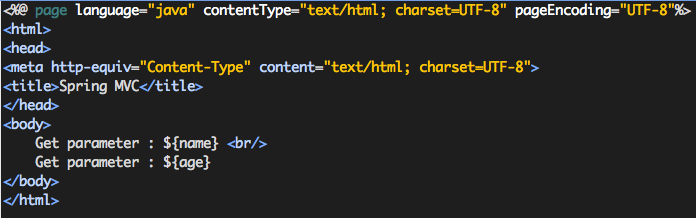 <%@ page language="java" contentType="text/html; charset=UTF-8" pageEncoding="UTF-8"%>
<html>
<head>
<meta http-equiv="Content-Type" content="text/html; charset=UTF-8">
<title>Spring MVC</title>
</head>
<body>
    Get parameter : ${name} <br/>
    Get parameter : ${age}
</body>
</html>